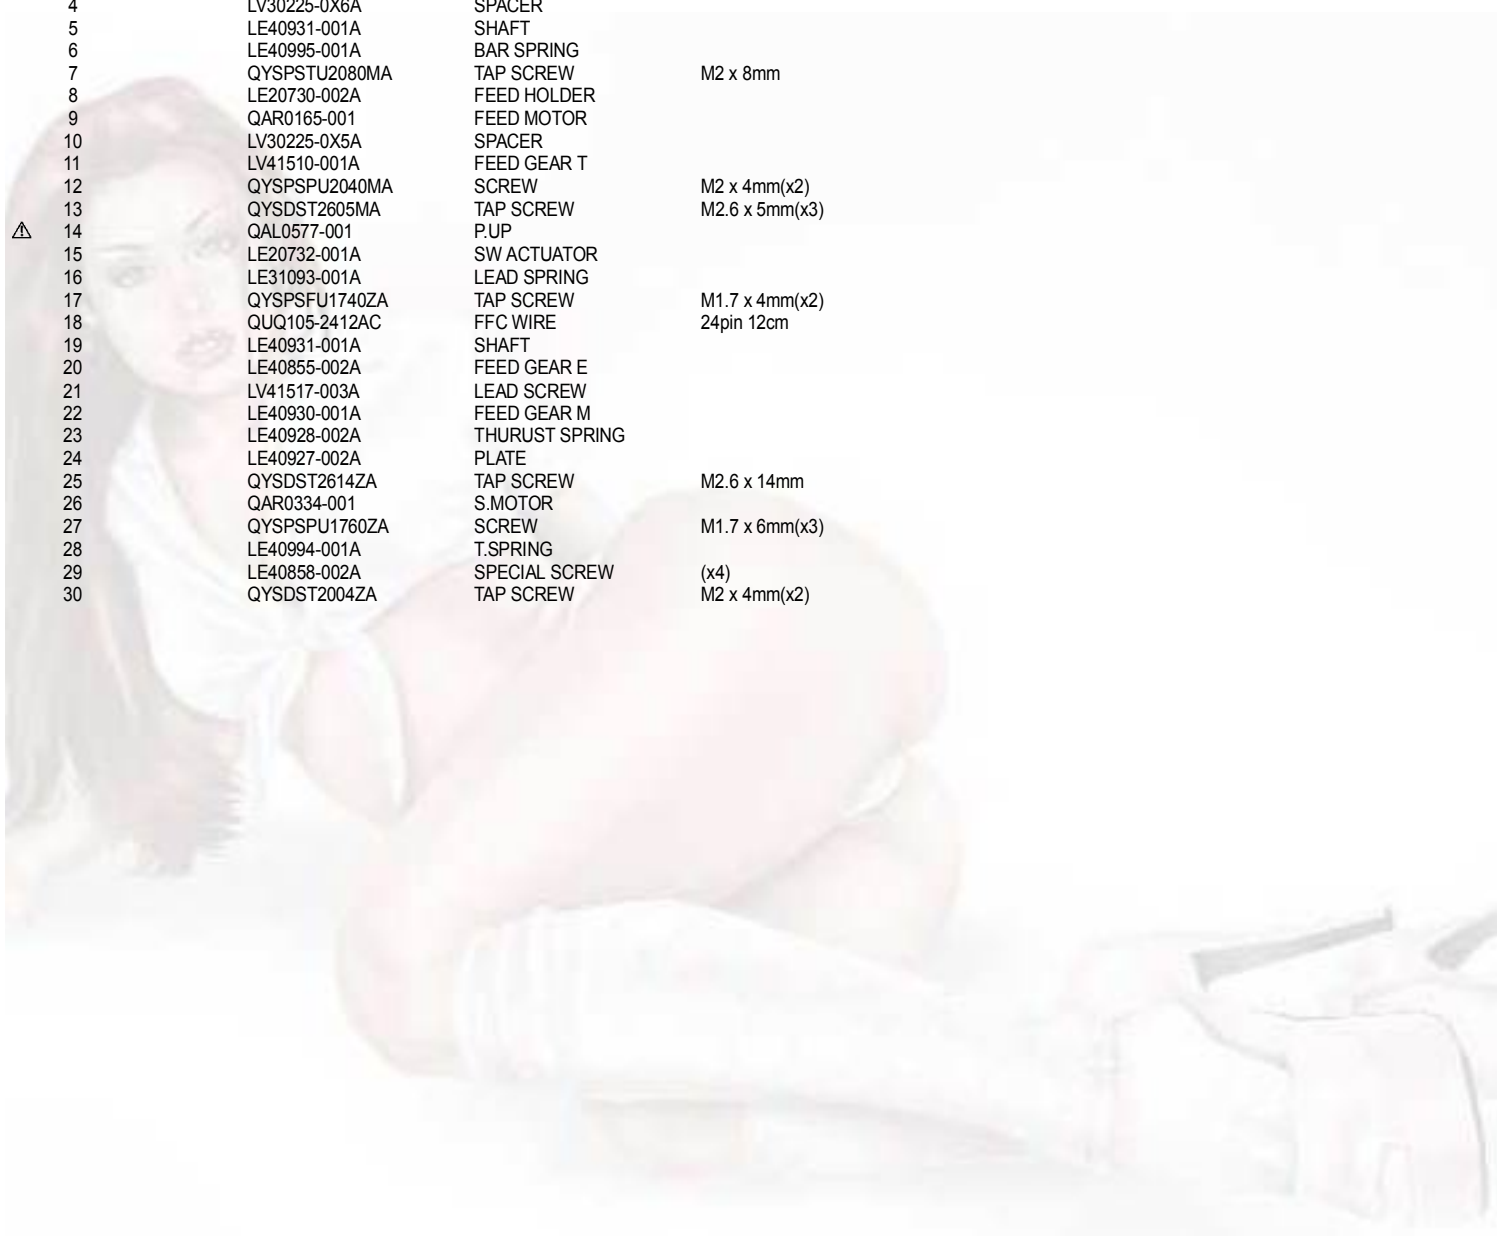 4 LV30225-0X6A SPACER
5 LE40931-001A SHAFT
6 LE40995-001A BAR SPRING
7 QYSPSTU2080MA TAP SCREW M2 x 8mm
8 LE20730-002A FEED HOLDER
9 QAR0165-001 FEED MOTOR
10 LV30225-0X5A SPACER
11 LV41510-001A FEED GEAR T
12 QYSPSPU2040MA SCREW M2 x 4mm(x2)
13 QYSDST2605MA TAP SCREW M2.6 x 5mm(x3)
⚠ 14 QAL0577-001 P.UP
15 LE20732-001A SW ACTUATOR
16 LE31093-001A LEAD SPRING
17 QYSPSFU1740ZA TAP SCREW M1.7 x 4mm(x2)
18 QUQ105-2412AC FFC WIRE 24pin 12cm
19 LE40931-001A SHAFT
20 LE40855-002A FEED GEAR E
21 LV41517-003A LEAD SCREW
22 LE40930-001A FEED GEAR M
23 LE40928-002A THURUST SPRING
24 LE40927-002A PLATE
25 QYSDST2614ZA TAP SCREW M2.6 x 14mm
26 QAR0334-001 S.MOTOR
27 QYSPSPU1760ZA SCREW M1.7 x 6mm(x3)
28 LE40994-001A T.SPRING
29 LE40858-002A SPECIAL SCREW (x4)
30 QYSDST2004ZA TAP SCREW M2 x 4mm(x2)